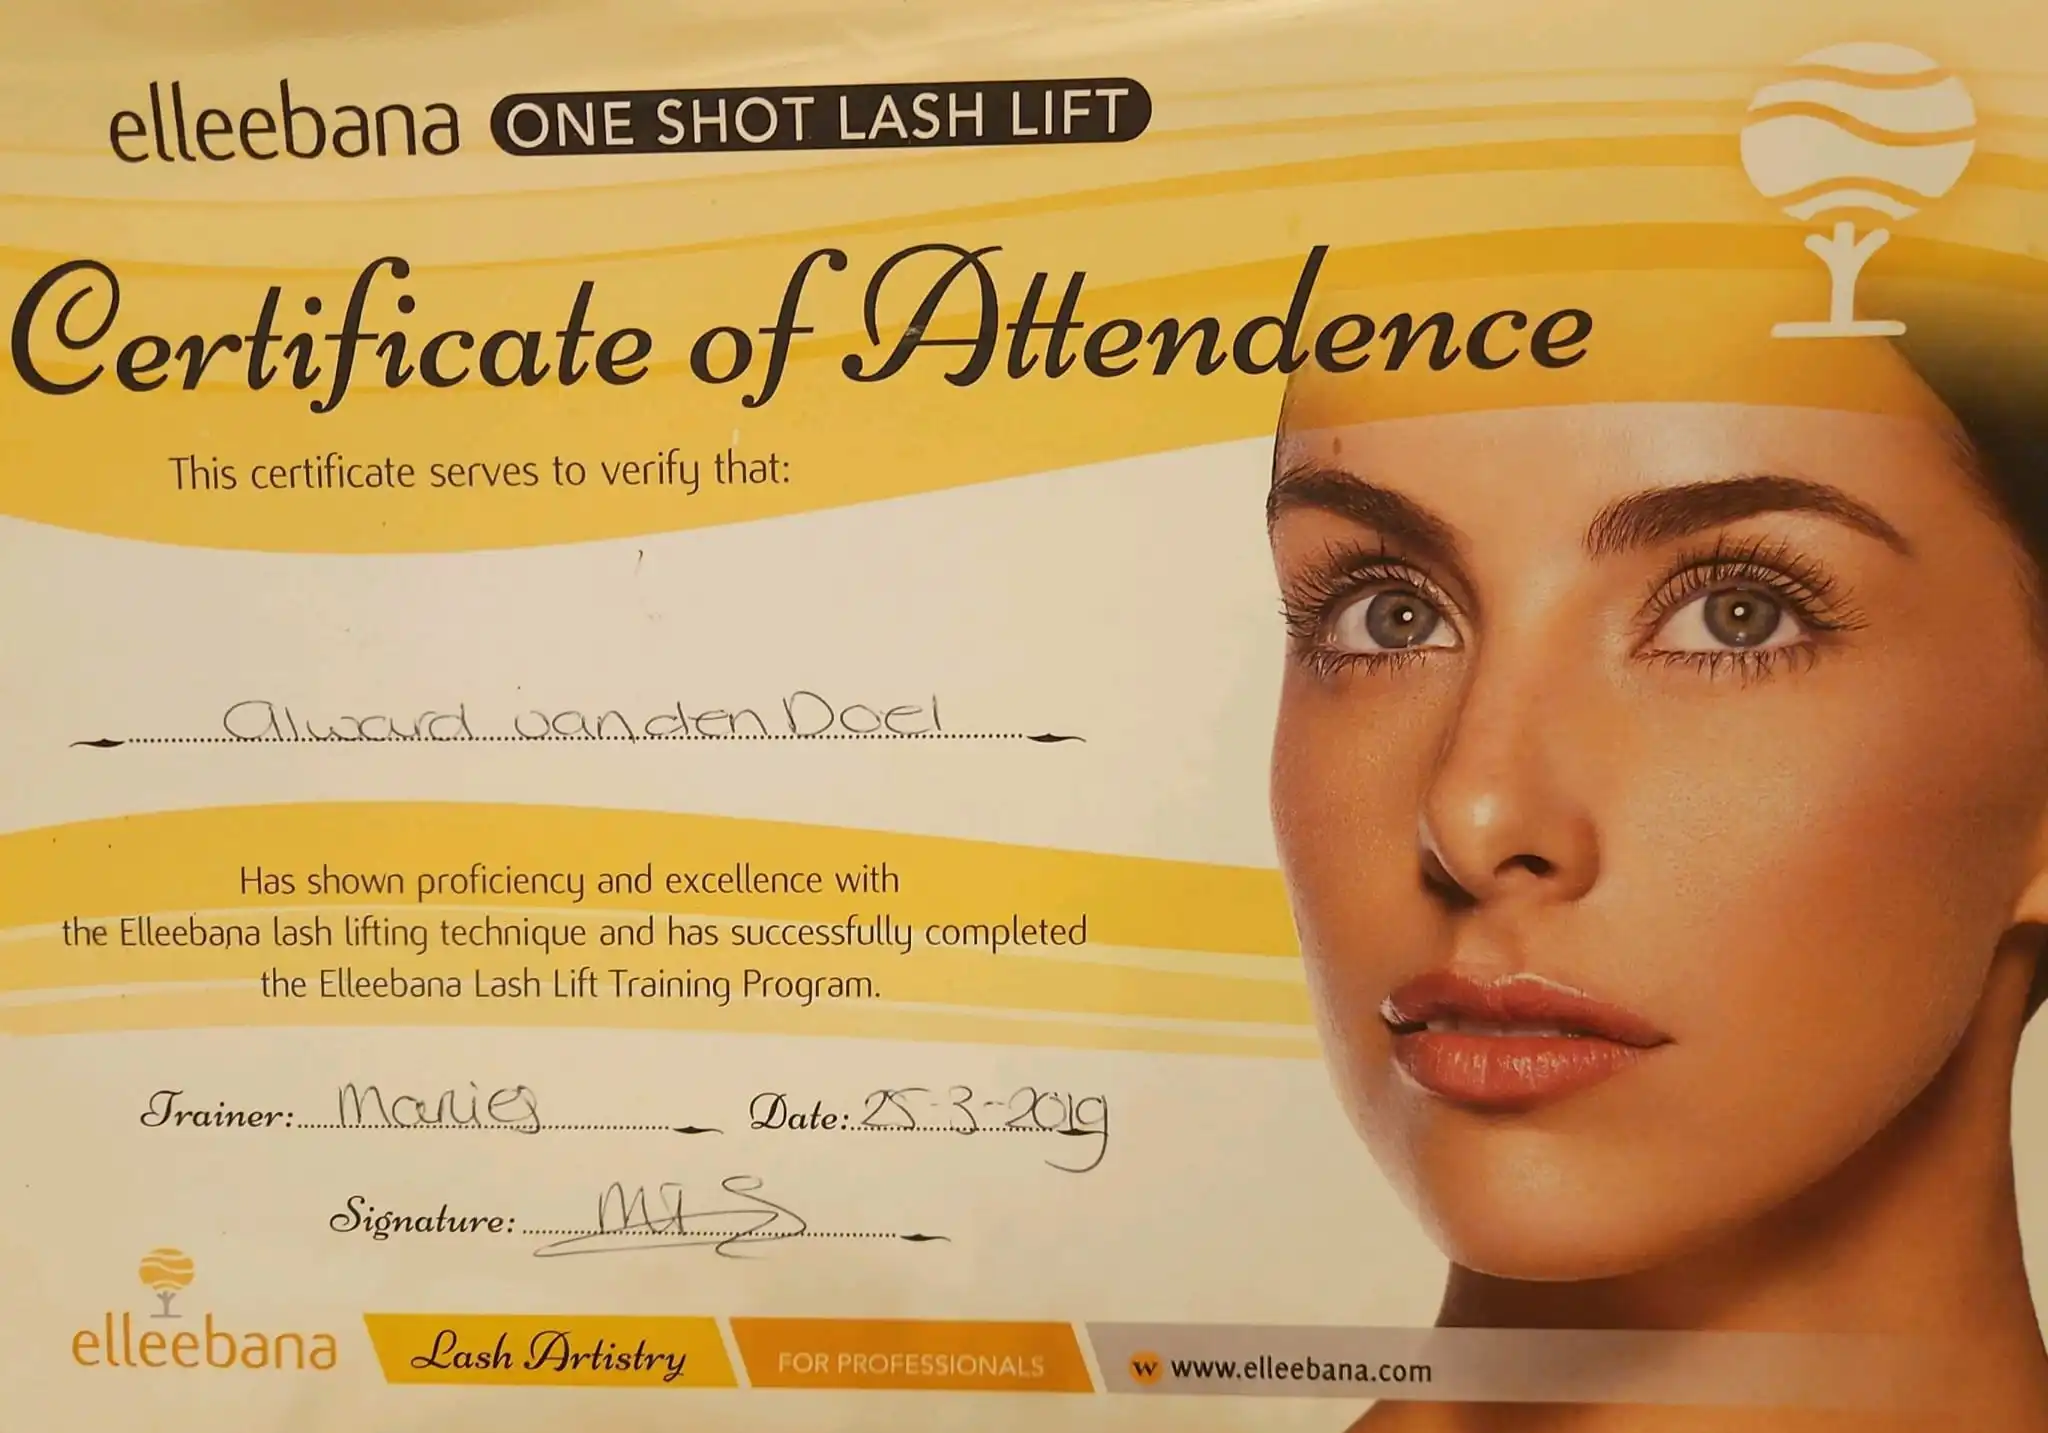 elleebana ONE SHOT LASH LIFT
Certificate of Attendence
This certificate serves to verify that:
Alward van den Doel
Has shown proficiency and excellence with
the Elleebana lash lifting technique and has successfully completed
the Elleebana Lash Lift Training Program.
Trainer: Date: 25-3-2019
Signature:
elleebana Lash Artistry FOR PROFESSIONALS w www.elleebana.com